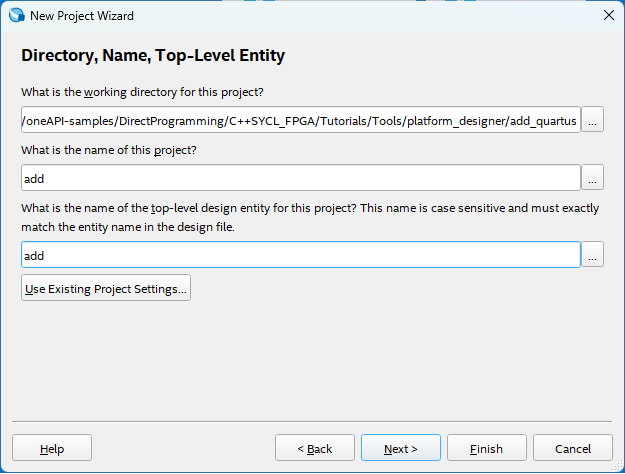 New Project Wizard
Directory, Name, Top-Level Entity
What is the working directory for this project?
/oneAPI-samples/DirectProgramming/C++SYCL_FPGA/Tutorials/Tools/platform_designer/add_quartus
...
What is the name of this project?
add
...
What is the name of the top-level design entity for this project? This name is case sensitive and must exactly
match the entity name in the design file.
add
...
Use Existing Project Settings...
Help
< Back
Next >
Finish
Cancel